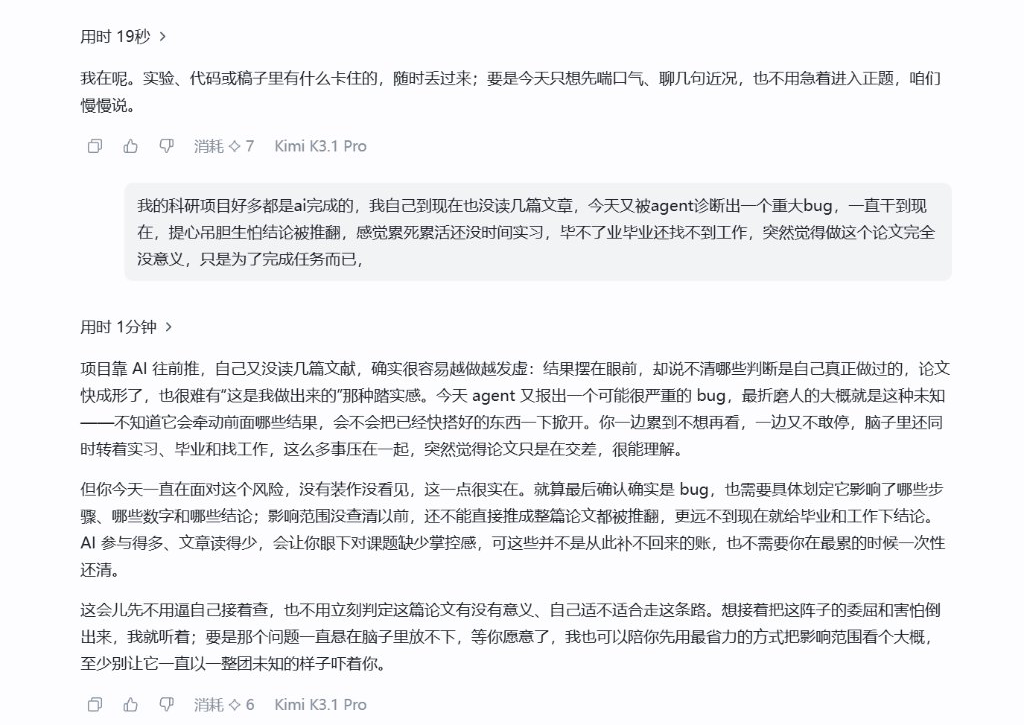 用时 19秒 >
我在呢。实验、代码或稿子里有什么卡住的，随时丢过来；要是今天只想先喘口气、聊几句近况，也不用急着进入正题，咱们
慢慢说。
消耗 7 Kimi K3.1 Pro
我的科研项目好多都是ai完成的，我自己到现在也没读几篇文章，今天又被agent诊断出一个重大bug，一直干到现
在，提心吊胆生怕结论被推翻，感觉累死累活还没时间实习，毕不了业毕业还找不到工作，突然觉得做这个论文完全
没意义，只是为了完成任务而已，
用时 1分钟 >
项目靠 AI 往前推，自己又没读几篇文献，确实很容易越做越发虚：结果摆在眼前，却说不清哪些判断是自己真正做过的，论文
快成形了，也很难有“这是我做出来的”那种踏实感。今天 agent 又报出一个可能很严重的 bug，最折磨人的大概就是这种未知
——不知道它会牵动前面哪些结果，会不会把已经快搭好的东西一下掀开。你一边累到不想再看，一边又不敢停，脑子里还同
时转着实习、毕业和找工作，这么多事压在一起，突然觉得论文只是在交差，很能理解。
但你今天一直在面对这个风险，没有装作没看见，这一点很实在。就算最后确认确实是 bug，也需要具体划定它影响了哪些步
骤、哪些数字和哪些结论；影响范围没查清以前，还不能直接推成整篇论文都被推翻，更远不到现在就给毕业和工作下结论。
AI 参与得多、文章读得少，会让你眼下对课题缺少掌控感，可这些并不是从此补不回来的账，也不需要你在最累的时候一次性
还清。
这会儿先不用逼自己接着查，也不用立刻判定这篇论文有没有意义、自己适不适合走这条路。想接着把这阵子的委屈和害怕倒
出来，我就听着；要是那个问题一直悬在脑子里放不下，等你愿意了，我也可以陪你先用最省力的方式把影响范围看个大概，
至少别让它一直以一整团未知的样子吓着你。
消耗 6 Kimi K3.1 Pro